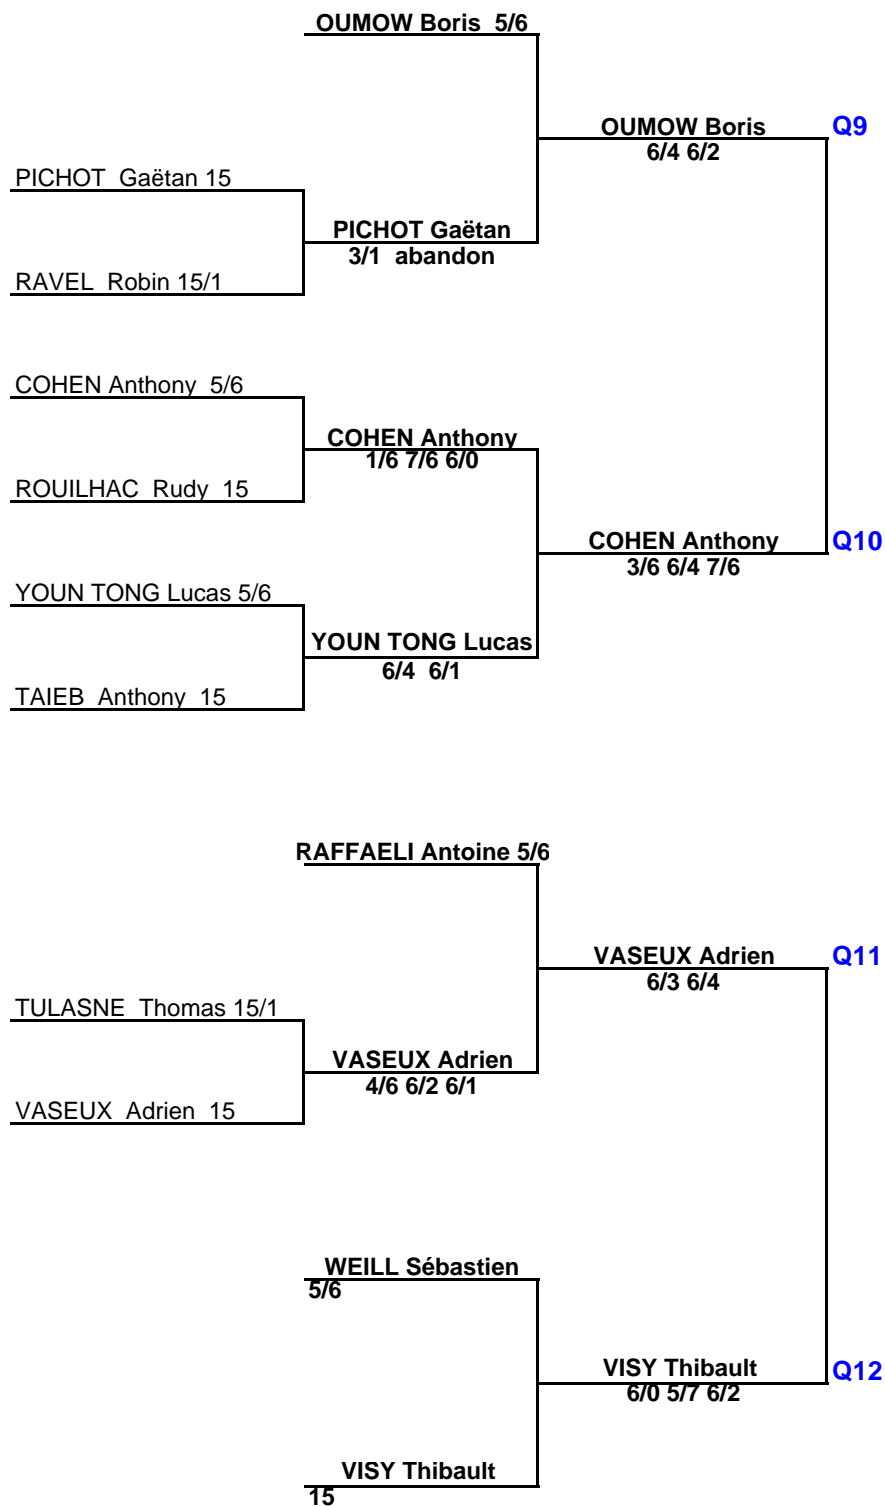 OUMOW Boris  5/6
OUMOW Boris
Q9
6/4 6/2
PICHOT  Gaëtan 15
PICHOT Gaëtan
3/1  abandon
RAVEL  Robin 15/1
COHEN Anthony  5/6
COHEN Anthony
1/6 7/6 6/0
ROUILHAC  Rudy  15
COHEN Anthony
Q10
3/6 6/4 7/6
YOUN TONG Lucas 5/6
YOUN TONG Lucas
6/4  6/1
TAIEB  Anthony  15
RAFFAELI Antoine 5/6
VASEUX Adrien
Q11
6/3 6/4
TULASNE  Thomas 15/1
VASEUX Adrien
4/6 6/2 6/1
VASEUX  Adrien  15
WEILL Sébastien
5/6
VISY Thibault
Q12
6/0 5/7 6/2
VISY Thibault
15